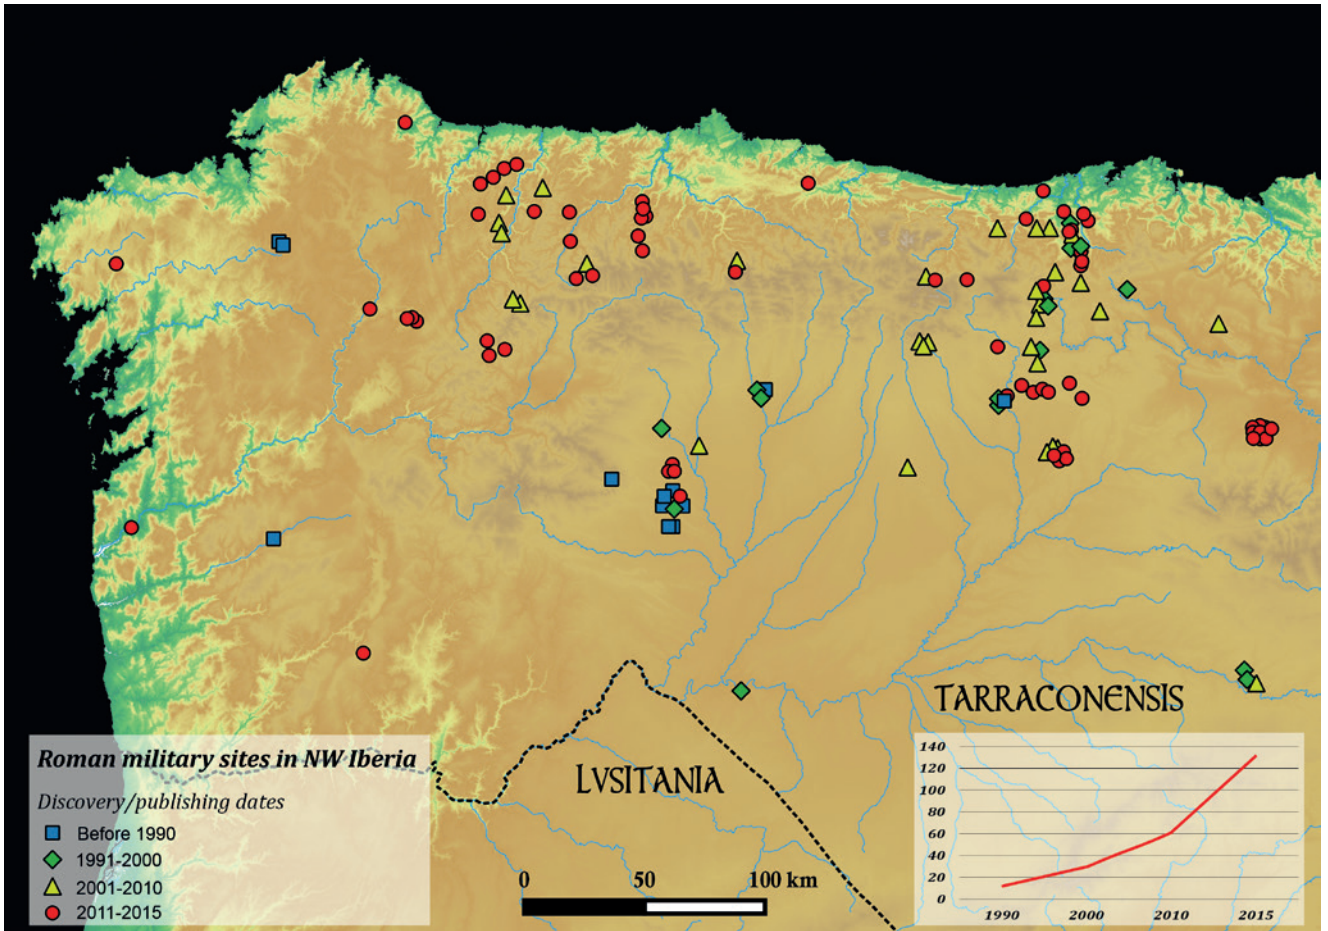 TARRACONENSIS
LVSITANIA
Roman military sites in NW Iberia
Discovery/publishing dates
Before 1990
1991-2000
2001-2010
2011-2015
0 50 100 km
140
120
100
80
60
40
20
0
1990 2000 2010 2015